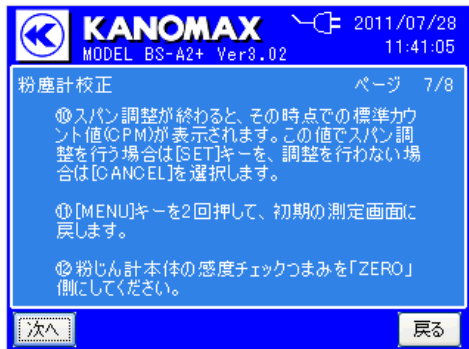 KANOMAX 2011/07/28
MODEL BS-A2+ Ver3.02 11:41:05
粉塵計校正 ページ 7/8
⑩スパン調整が終わると、その時点での標準カウ
ント値(CPM)が表示されます。この値でスパン調
整を行う場合は[SET]キーを、調整を行わない場
合は[CANCEL]を選択します。
⑪[MENU]キーを2回押して、初期の測定画面に
戻します。
⑫粉じん計本体の感度チェックつまみを「ZERO」
側にしてください。
次へ 戻る